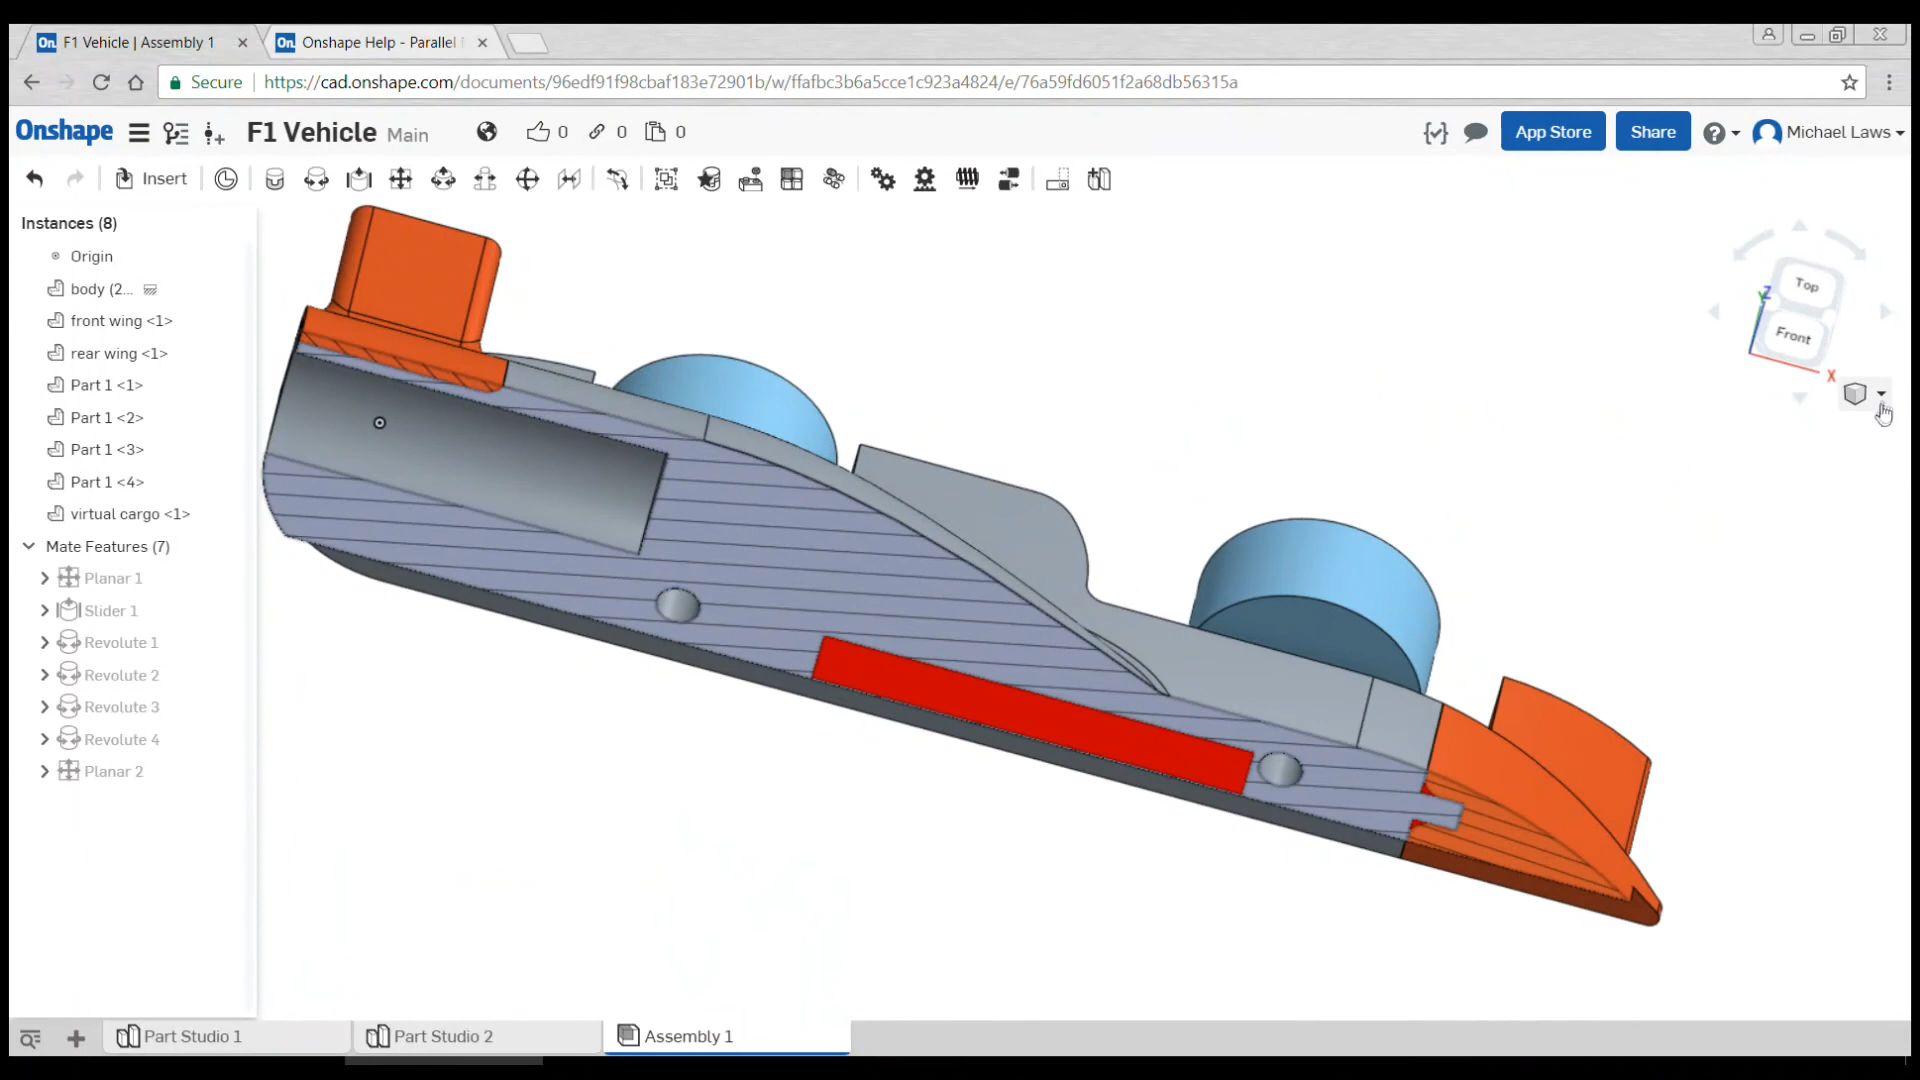 On F1 Vehicle | Assembly 1
On Onshape Help - Parallel
Secure https://cad.onshape.com/documents/96edf91f98cbaf183e72901b/w/ffafbc3b6a5cce1c923a4824/e/76a59fd6051f2a68db56315a
Onshape F1 Vehicle Main 0 0 0 App Store Share ? Michael Laws
Insert
Instances (8)
Origin
body (2...
front wing <1>
rear wing <1>
Part 1 <1>
Part 1 <2>
Part 1 <3>
Part 1 <4>
virtual cargo <1>
Mate Features (7)
Planar 1
Slider 1
Revolute 1
Revolute 2
Revolute 3
Revolute 4
Planar 2
Top
Z
Y
Front
X
Part Studio 1
Part Studio 2
Assembly 1